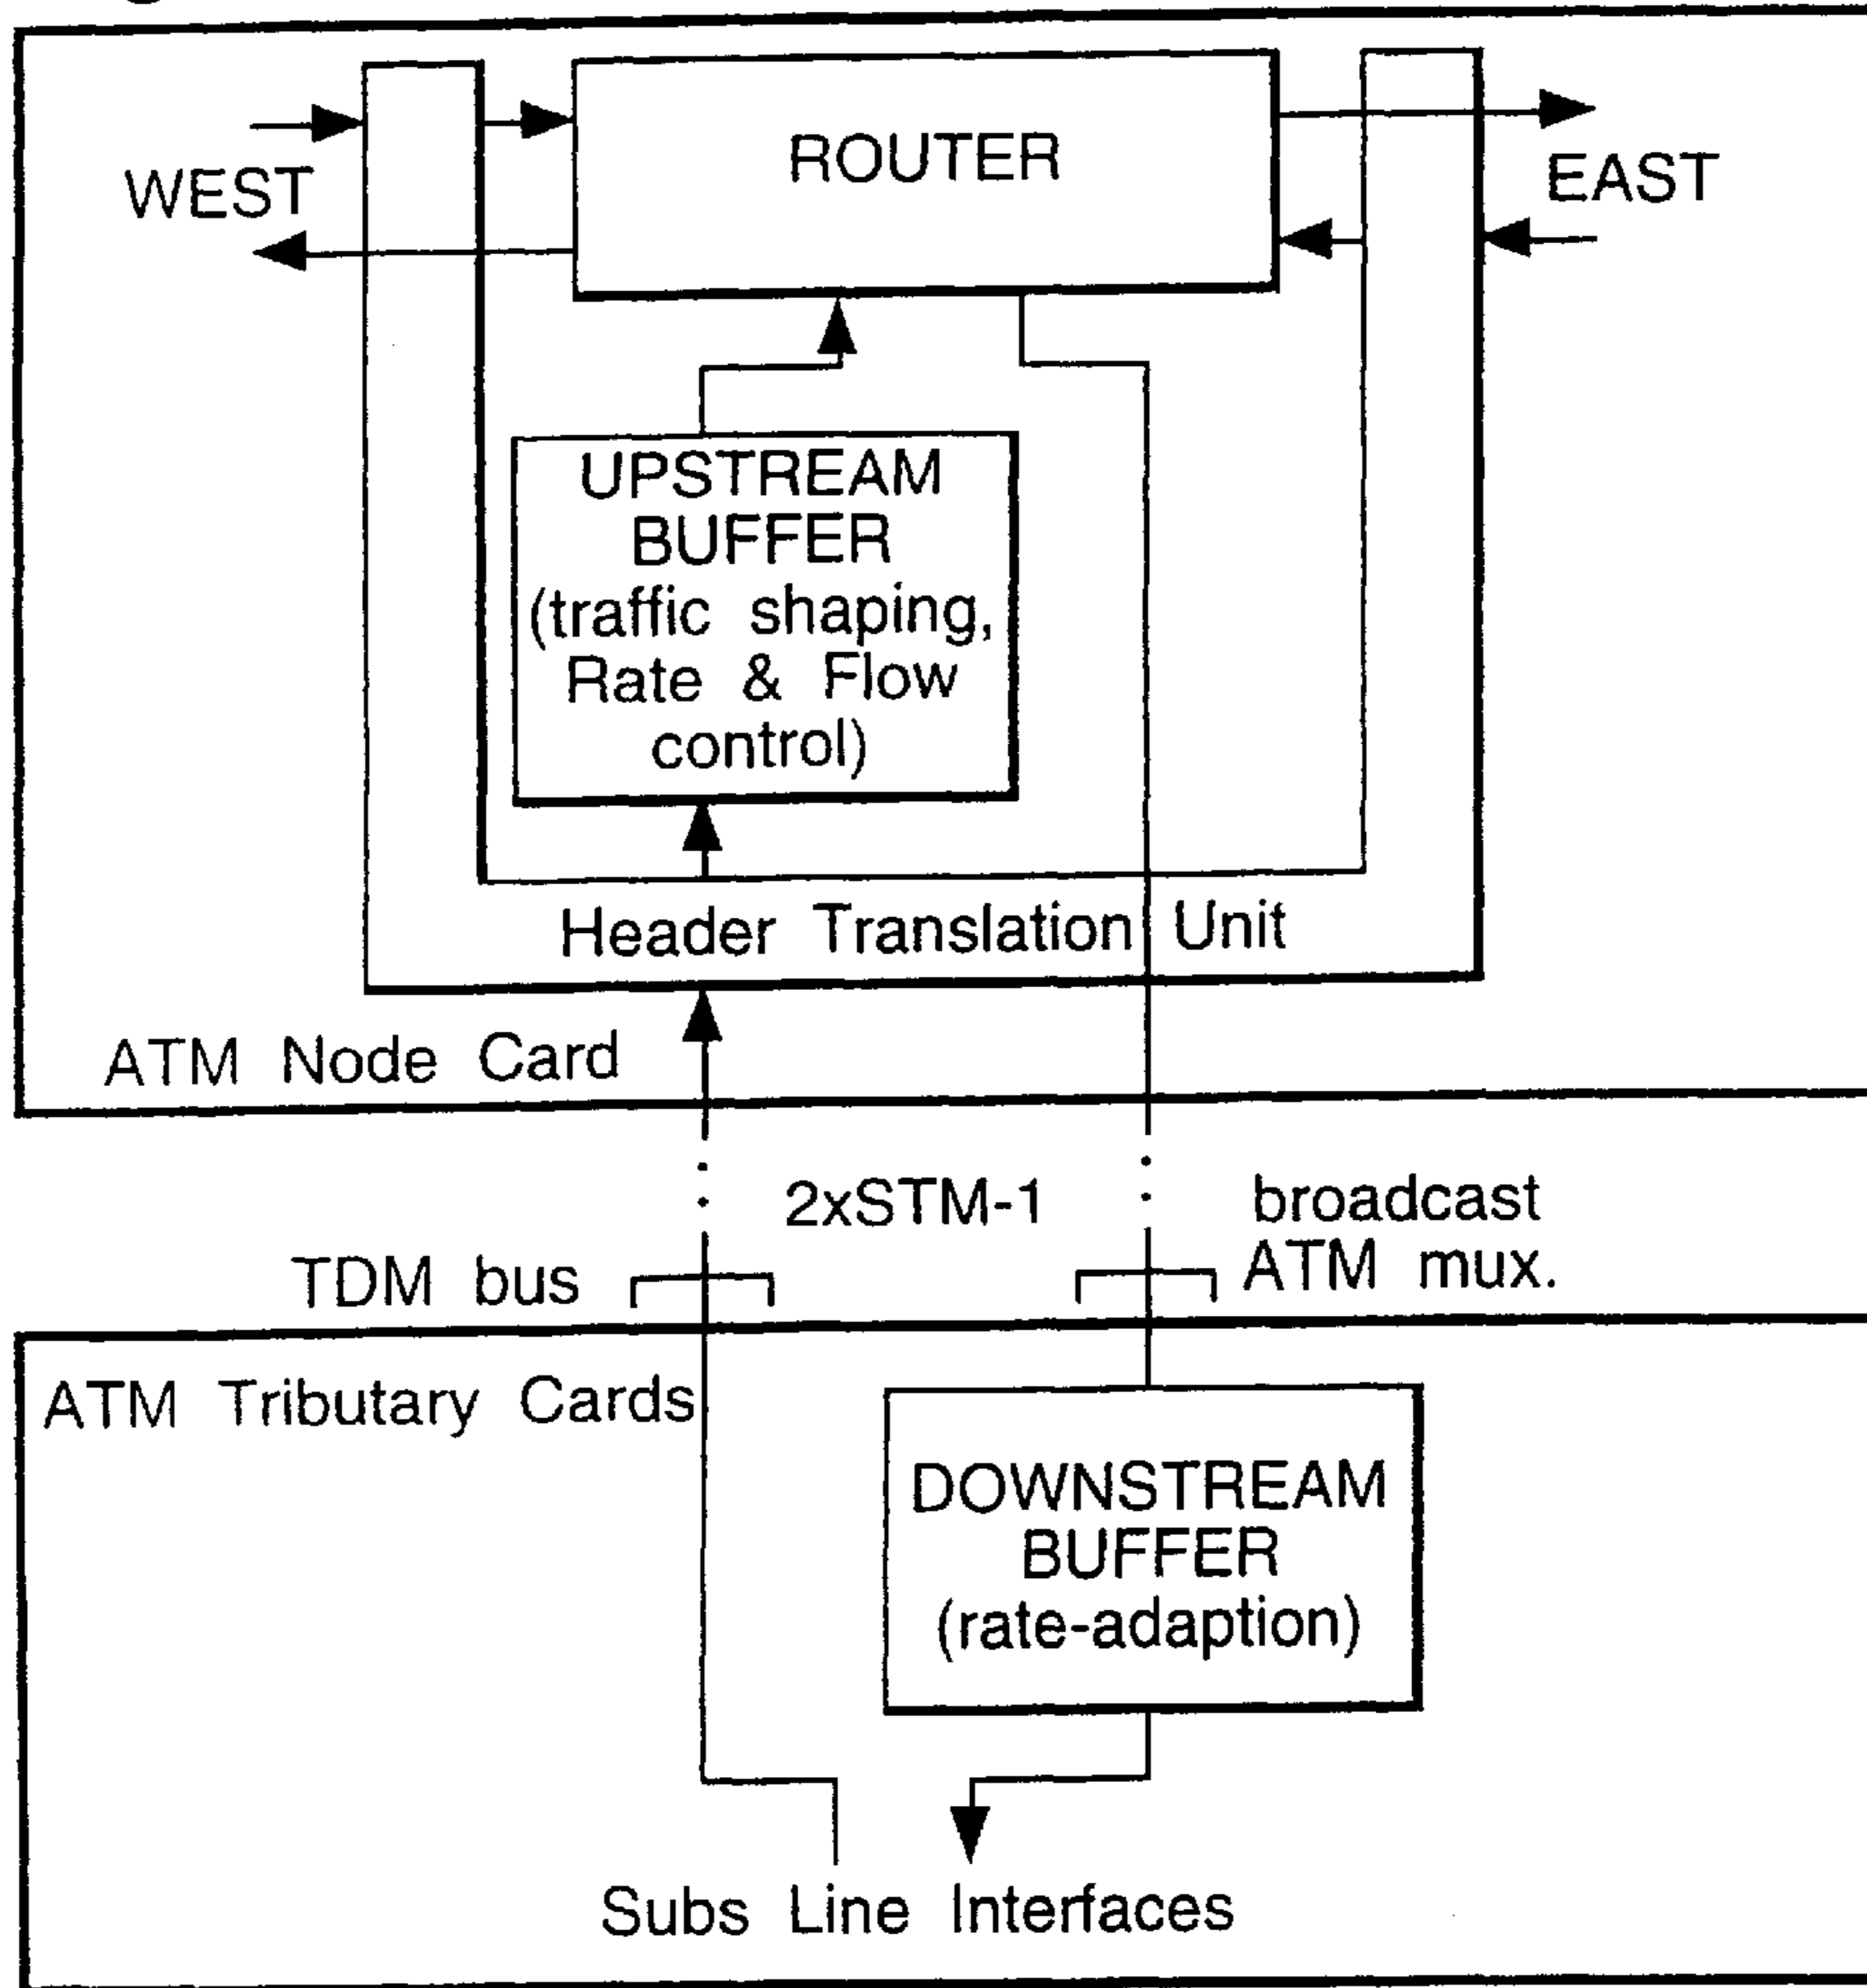 ROUTER
WEST
EAST
UPSTREAM
BUFFER
(traffic shaping,
Rate & Flow
control)
Header Translation Unit
ATM Node Card
2xSTM-1
broadcast
ATM mux.
TDM bus
ATM Tributary Cards
DOWNSTREAM
BUFFER
(rate-adaption)
Subs Line Interfaces